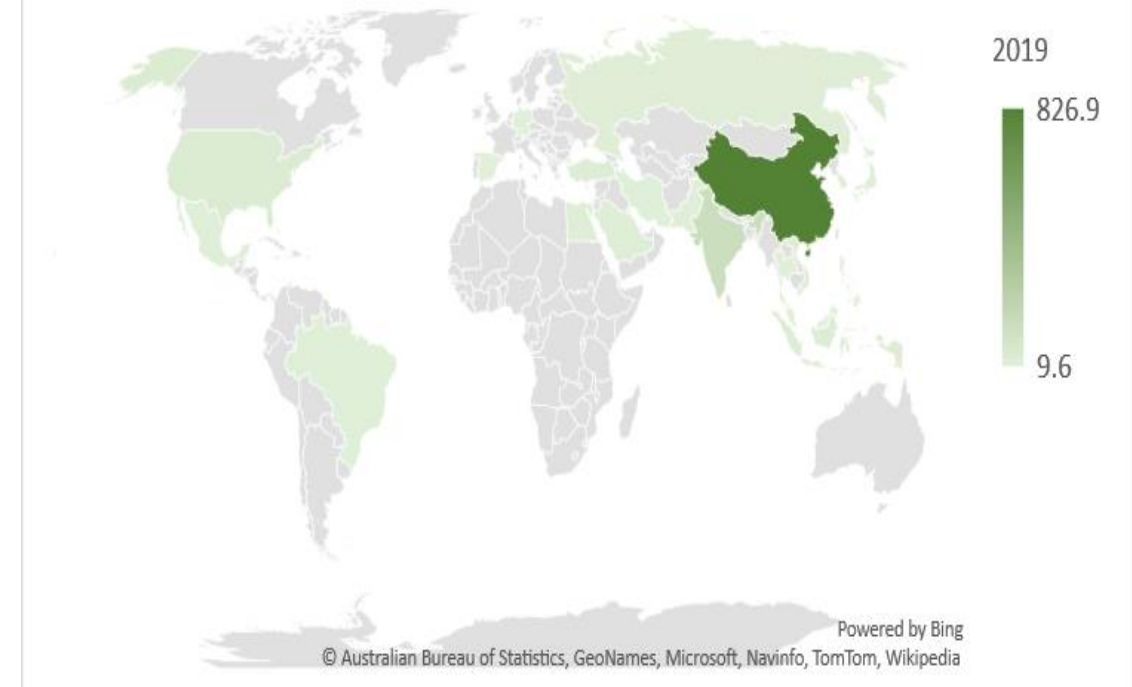 2019
826.9
9.6
Powered by Bing
© Australian Bureau of Statistics, GeoNames, Microsoft, Navinfo, TomTom, Wikipedia